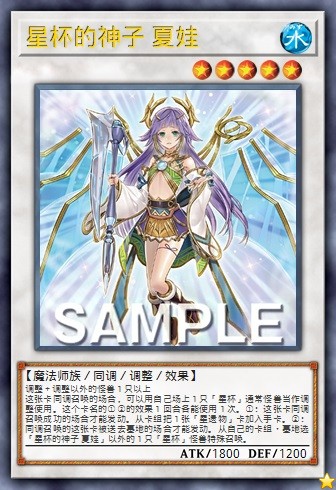 星杯的神子 夏娃
水
SAMPLE
【魔法师族／同调／调整／效果】
调整＋调整以外的怪兽1只以上
这张卡同调召唤的场合，可以用自己场上1只「星杯」通常怪兽当作调
整使用。这个卡名的①②的效果1回合各能使用1次。①：这张卡同调
召唤成功的场合才能发动。从卡组把1张「星遗物」卡加入手卡。②：
同调召唤的这张卡被送去墓地的场合才能发动。从自己的卡组・墓地选
「星杯的神子 夏娃」以外的1只「星杯」怪兽特殊召唤。
ATK/1800 DEF/1200